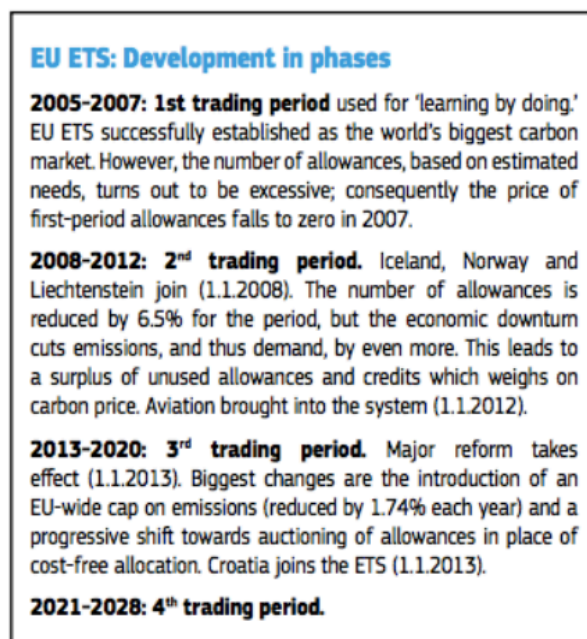 EU ETS: Development in phases
2005-2007: 1st trading period used for ‘learning by doing.’
EU ETS successfully established as the world’s biggest carbon
market. However, the number of allowances, based on estimated
needs, turns out to be excessive; consequently the price of
first-period allowances falls to zero in 2007.
2008-2012: 2nd trading period. Iceland, Norway and
Liechtenstein join (1.1.2008). The number of allowances is
reduced by 6.5% for the period, but the economic downturn
cuts emissions, and thus demand, by even more. This leads to
a surplus of unused allowances and credits which weighs on
carbon price. Aviation brought into the system (1.1.2012).
2013-2020: 3rd trading period. Major reform takes
effect (1.1.2013). Biggest changes are the introduction of an
EU-wide cap on emissions (reduced by 1.74% each year) and a
progressive shift towards auctioning of allowances in place of
cost-free allocation. Croatia joins the ETS (1.1.2013).
2021-2028: 4th trading period.